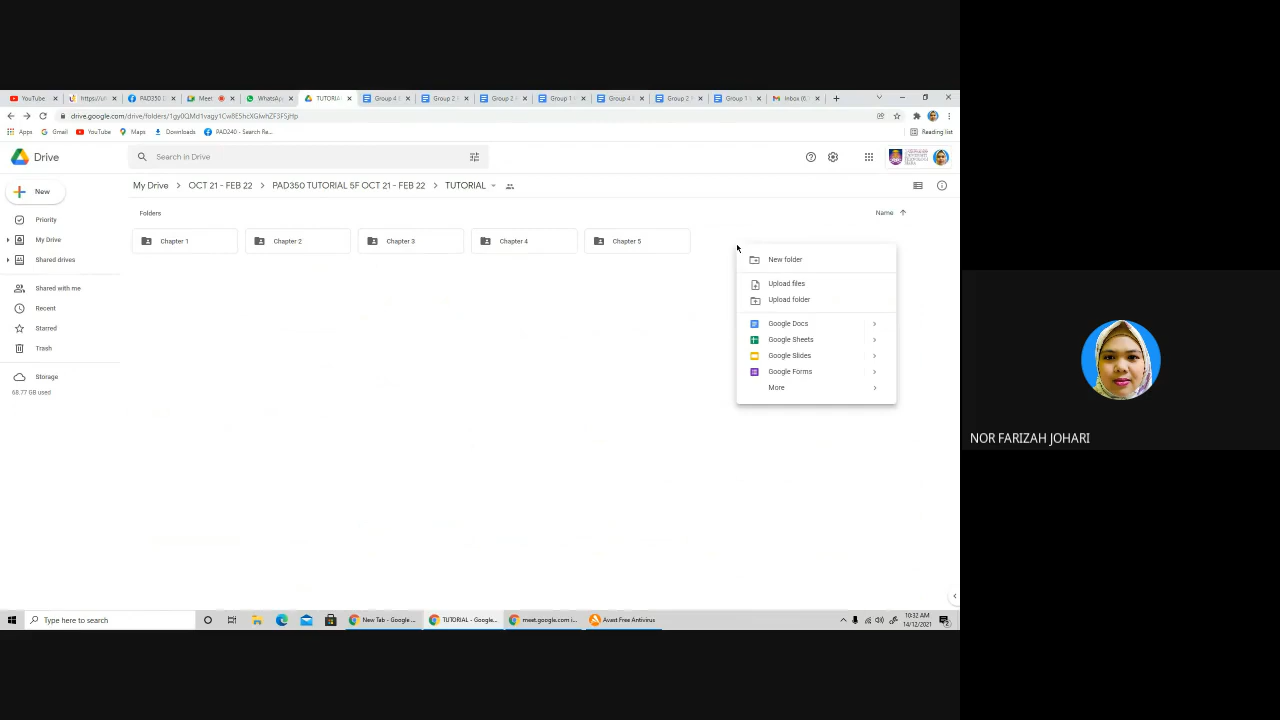 YouTube
https://ul
PAD350 [
Meet
WhatsAp
TUTORIA
Group 4
Group 2
Group 2
Group 1
Group 4
Group 2
Group 1
Inbox (6
drive.google.com/drive/folders/
Apps
Gmail
YouTube
Maps
Downloads
PAD240 - Search Re...
Reading list
Drive
Search in Drive
New
My Drive > OCT 21 - FEB 22 > PAD350 TUTORIAL 5F OCT 21 - FEB 22 > TUTORIAL
Folders
Name
Priority
My Drive
Shared drives
Shared with me
Recent
Starred
Trash
Storage
68.77 GB used
Chapter 1
Chapter 2
Chapter 3
Chapter 4
Chapter 5
New folder
Upload files
Upload folder
Google Docs
Google Sheets
Google Slides
Google Forms
More
NOR FARIZAH JOHARI
Type here to search
New Tab - Google ...
TUTORIAL - Google...
meet.google.com i...
Avast Free Antivirus
10:32 AM
14/12/2021